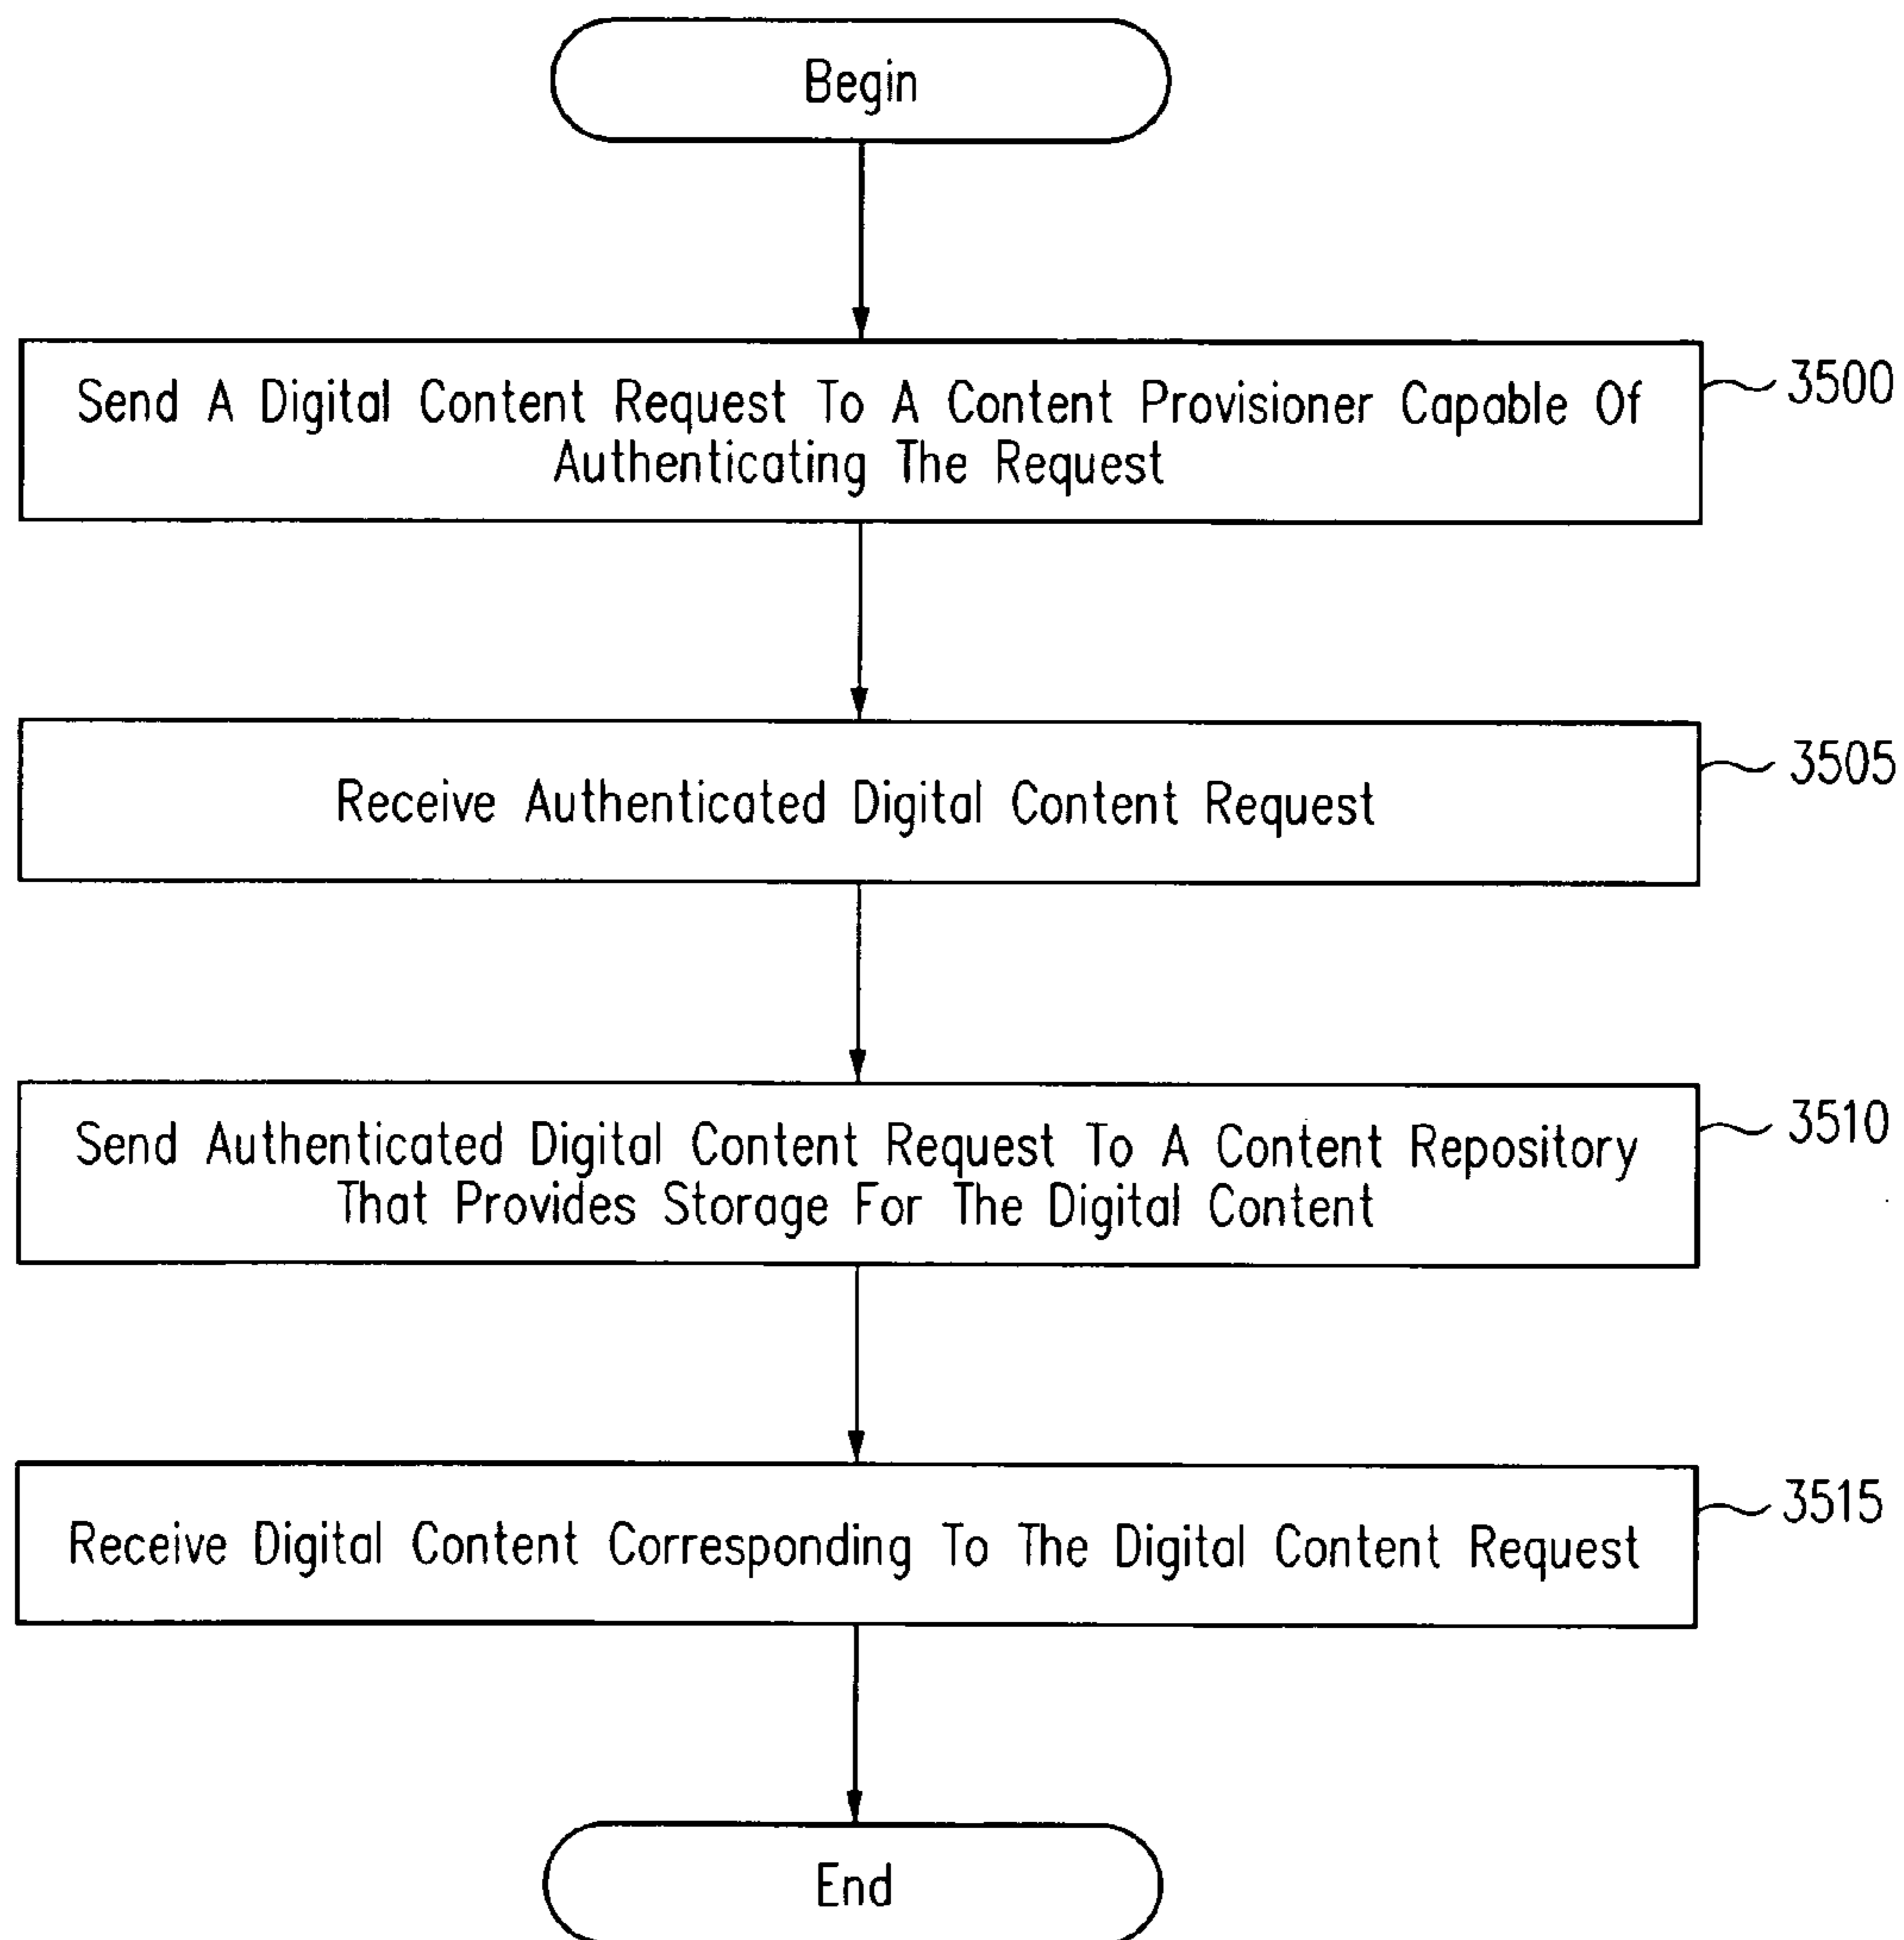 Begin
Send A Digital Content Request To A Content Provisioner Capable Of
Authenticating The Request
3500
Receive Authenticated Digital Content Request
3505
Send Authenticated Digital Content Request To A Content Repository
That Provides Storage For The Digital Content
3510
Receive Digital Content Corresponding To The Digital Content Request
3515
End